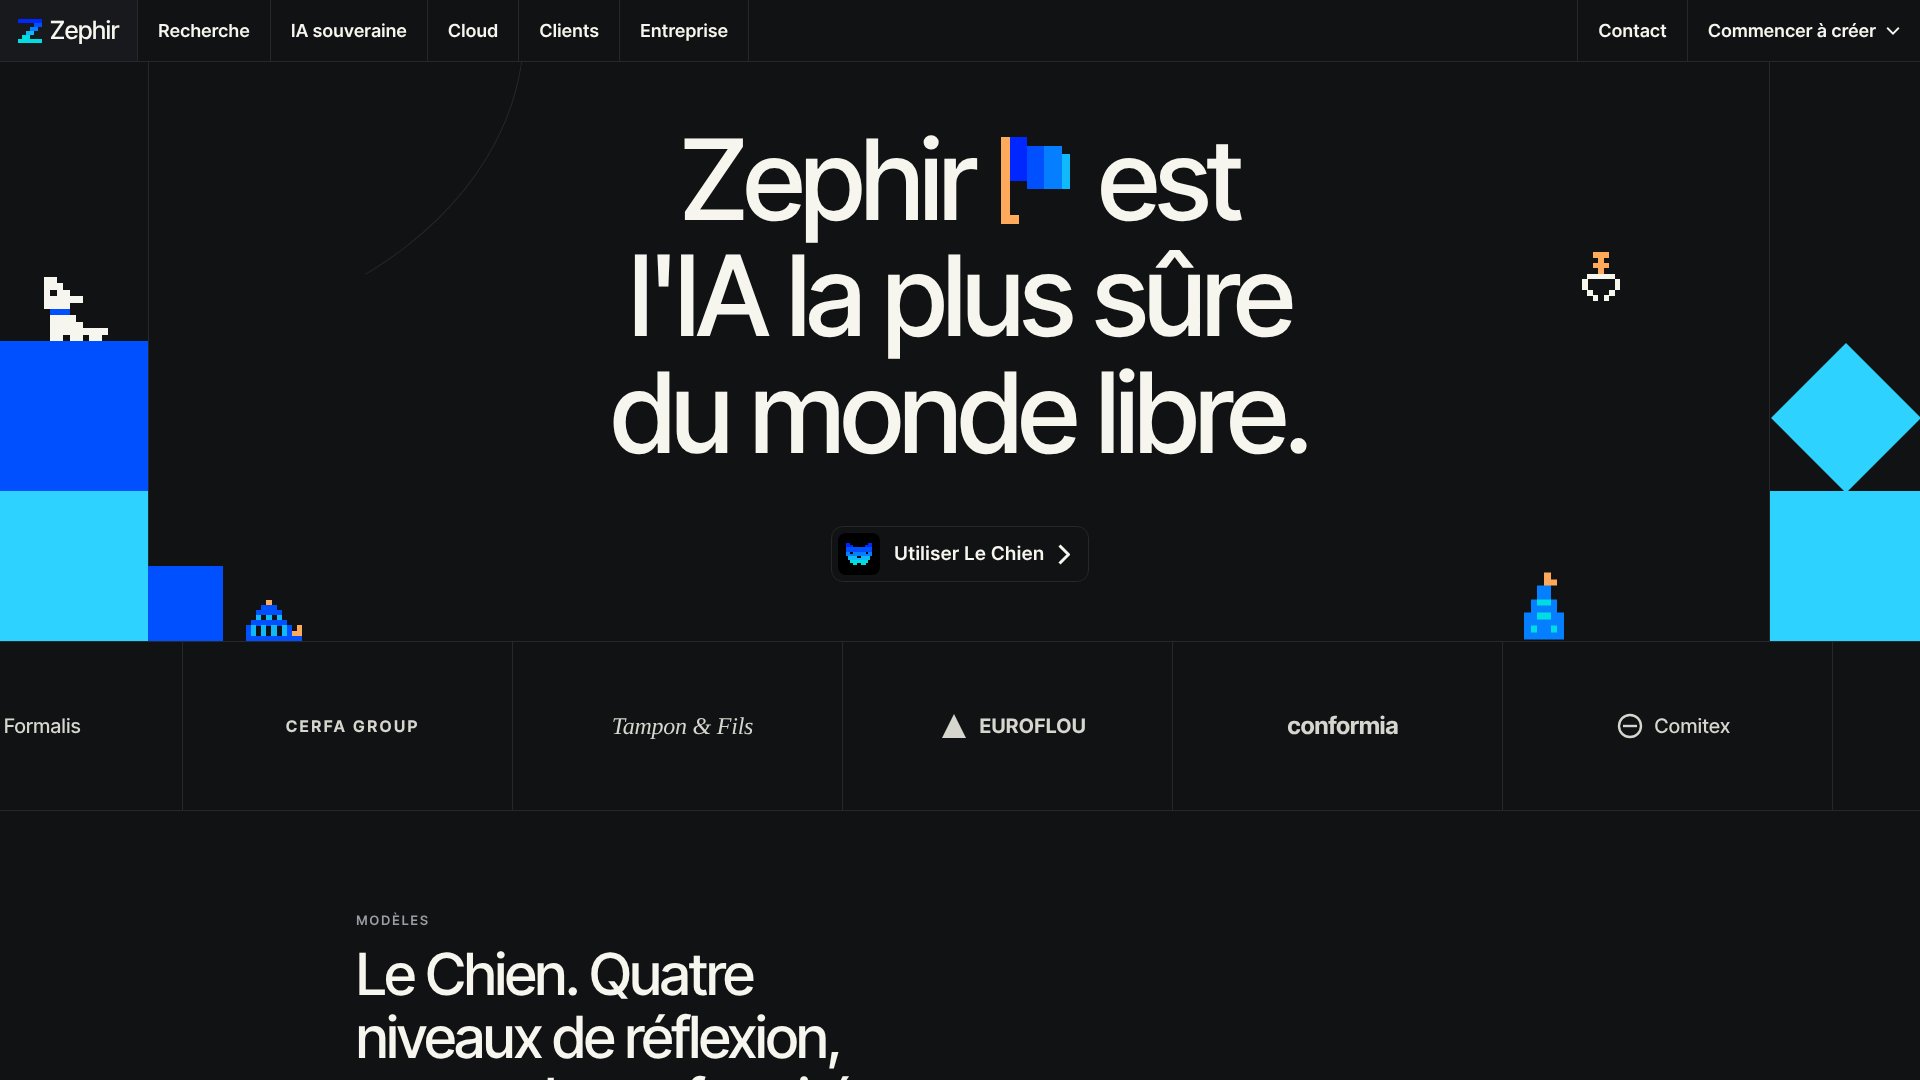 Zephir
Recherche
IA souveraine
Cloud
Clients
Entreprise
Contact
Commencer à créer
Zephir est
l'IA la plus sûre
du monde libre.
Utiliser Le Chien
Formalis
CERFA GROUP
Tampon & Fils
EUROFLOU
conformia
Comitex
MODÈLES
Le Chien. Quatre
niveaux de réflexion,